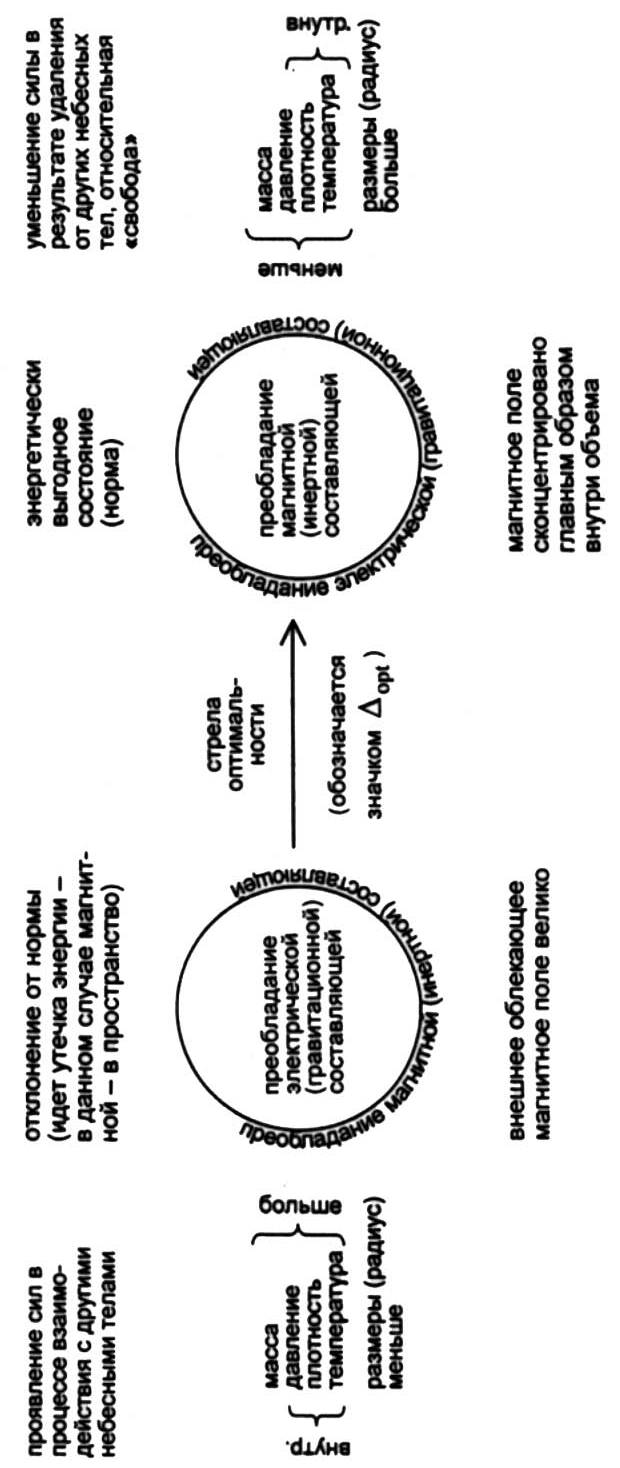 проявление сил в
процессе взаимо-
действия с другими
небесными телами
отклонение от нормы
(идет утечка энергии –
в данном случае магнит-
ной – в пространство)
энергетически
выгодное
состояние
(норма)
уменьшение силы в
результате удаления
от других небесных
тел, относительная
«свобода»
внутр.
масса
давление
плотность
температура
размеры (радиус)
меньше
больше
преобладание
электрической
(гравитационной)
составляющей
преобладание магнитной (инертной) составляющей
стрела
оптималь-
ности
(обозначается
значком Δopt)
преобладание
магнитной
(инертной)
составляющей
преобладание электрической (гравитационной) составляющей
меньше
масса
давление
плотность
температура
размеры (радиус)
больше
внутр.
внешнее облекающее
магнитное поле велико
магнитное поле
сконцентрировано
главным образом
внутри объема